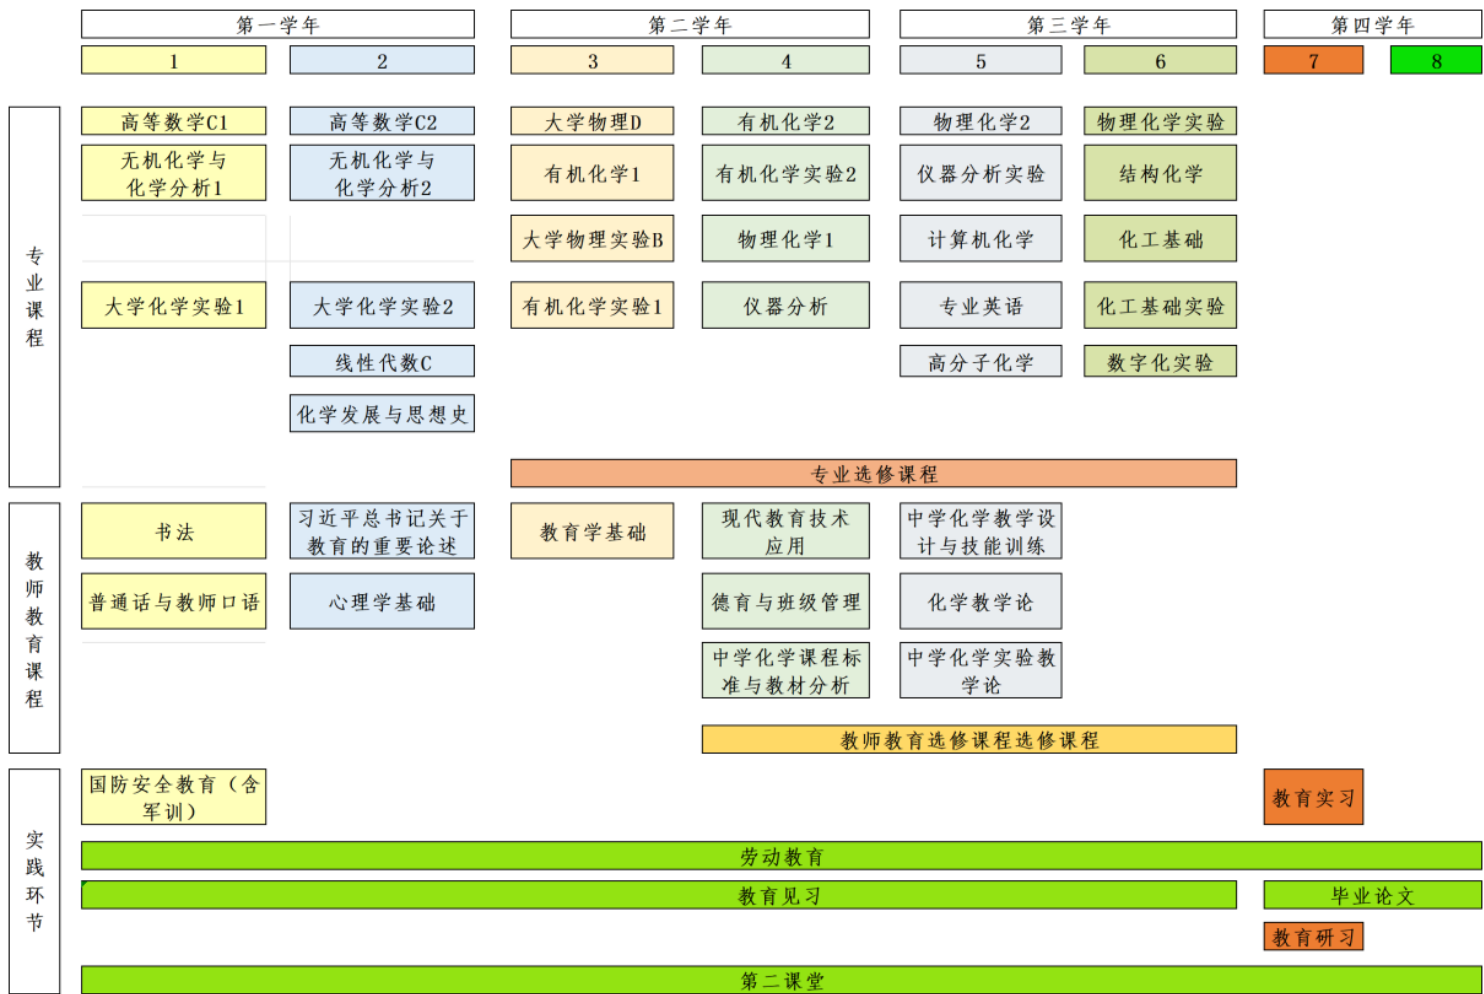 第一学年
第二学年
第三学年
第四学年
1
2
3
4
5
6
7
8
专业课程
高等数学C1
高等数学C2
大学物理D
有机化学2
物理化学2
物理化学实验
无机化学与
化学分析1
无机化学与
化学分析2
有机化学1
有机化学实验2
仪器分析实验
结构化学
大学物理实验B
物理化学1
计算机化学
化工基础
大学化学实验1
大学化学实验2
有机化学实验1
仪器分析
专业英语
化工基础实验
线性代数C
高分子化学
数字化实验
化学发展与思想史
专业选修课程
教师教育课程
书法
习近平总书记关于
教育的重要论述
教育学基础
现代教育技术
应用
中学化学教学设
计与技能训练
普通话与教师口语
心理学基础
德育与班级管理
化学教学论
中学化学课程标
准与教材分析
中学化学实验教
学论
教师教育选修课程选修课程
实践环节
国防安全教育（含
军训）
教育实习
劳动教育
教育见习
毕业论文
教育研习
第二课堂